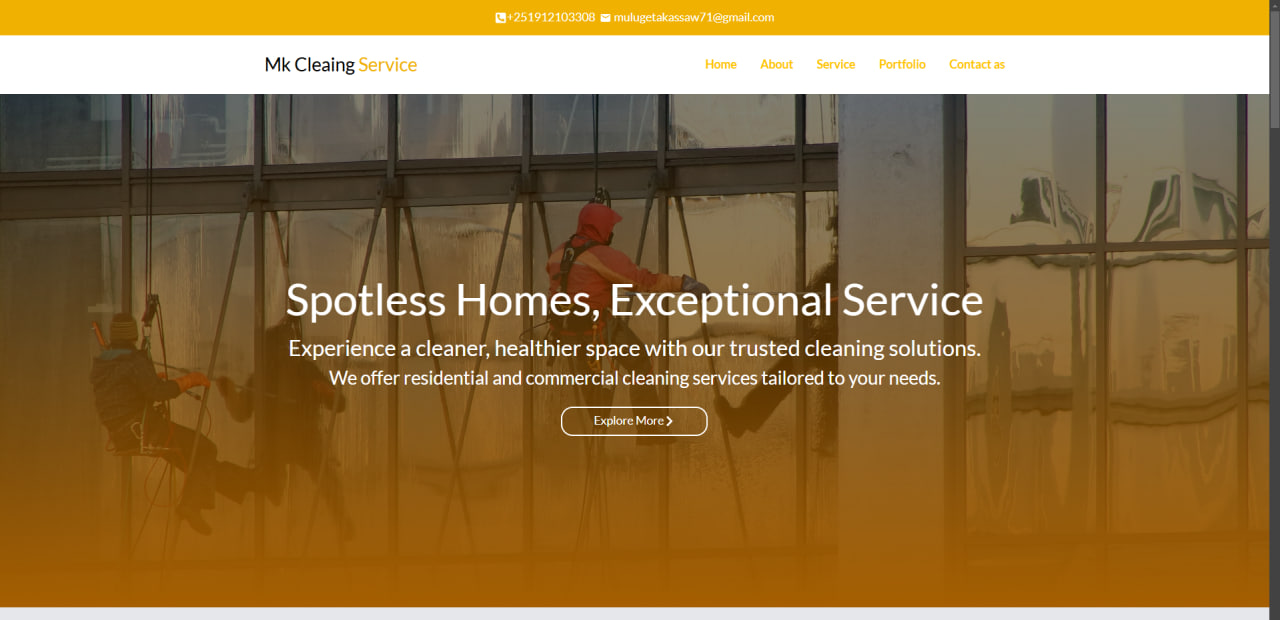 +251912103308 mulugetakassaw71@gmail.com
Mk Cleaing Service
Home About Service Portfolio Contact as
Spotless Homes, Exceptional Service
Experience a cleaner, healthier space with our trusted cleaning solutions.
We offer residential and commercial cleaning services tailored to your needs.
Explore More